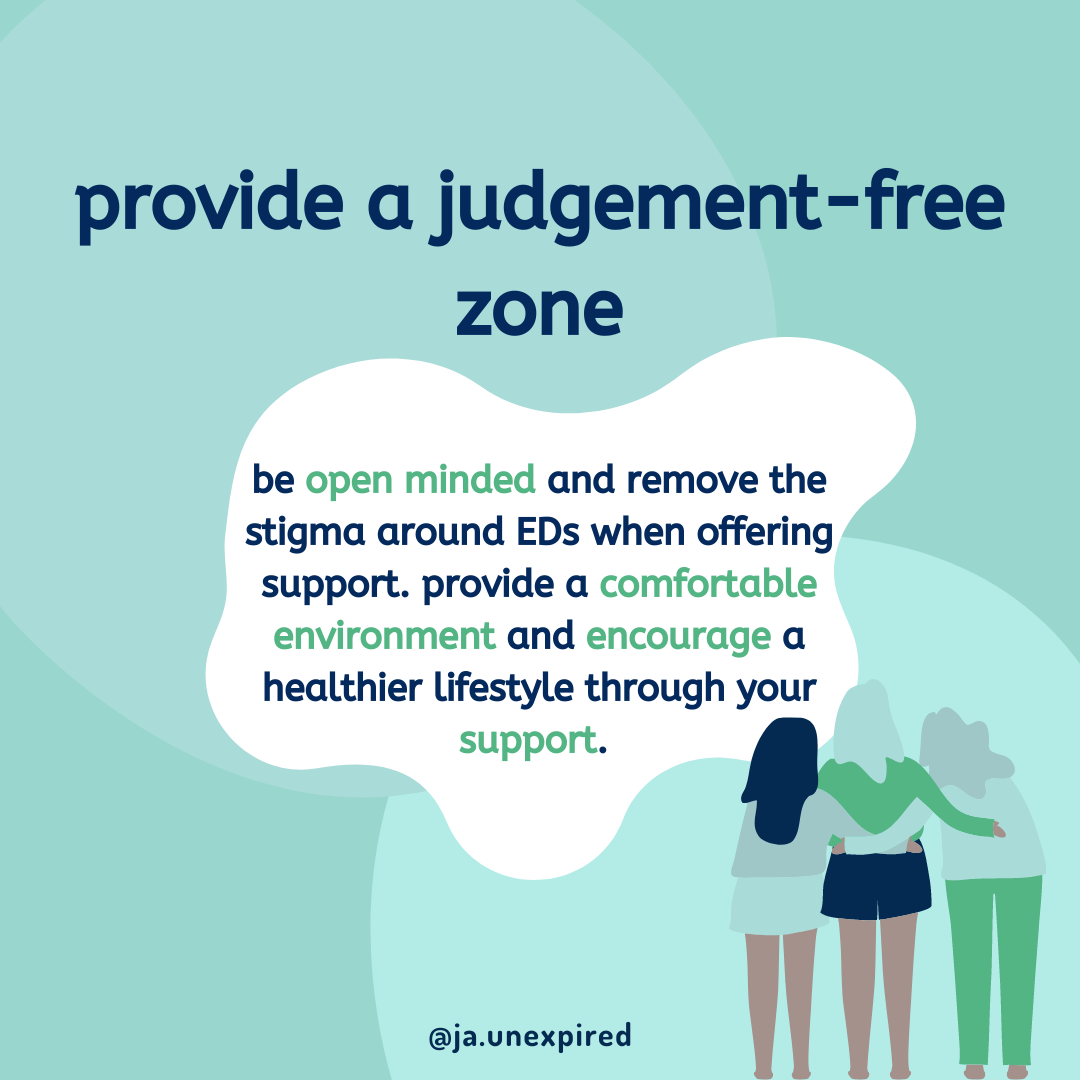 provide a judgement-free
zone
be open minded and remove the
stigma around EDs when offering
support. provide a comfortable
environment and encourage a
healthier lifestyle through your
support.
@ja.unexpired